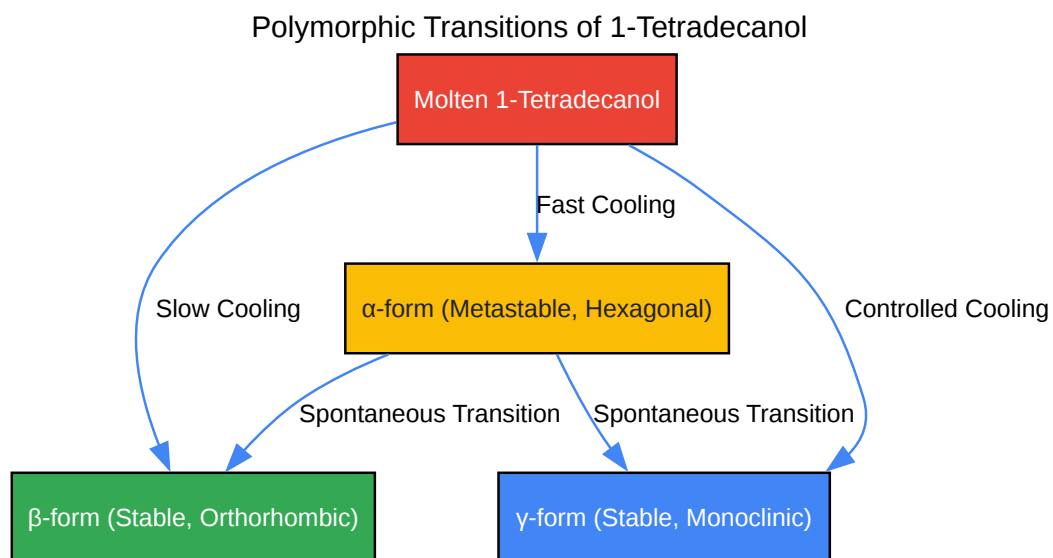 Polymorphic Transitions of 1-Tetradecanol
Molten 1-Tetradecanol
Fast Cooling
α-form (Metastable, Hexagonal)
Slow Cooling
Controlled Cooling
Spontaneous Transition
Spontaneous Transition
β-form (Stable, Orthorhombic)
γ-form (Stable, Monoclinic)